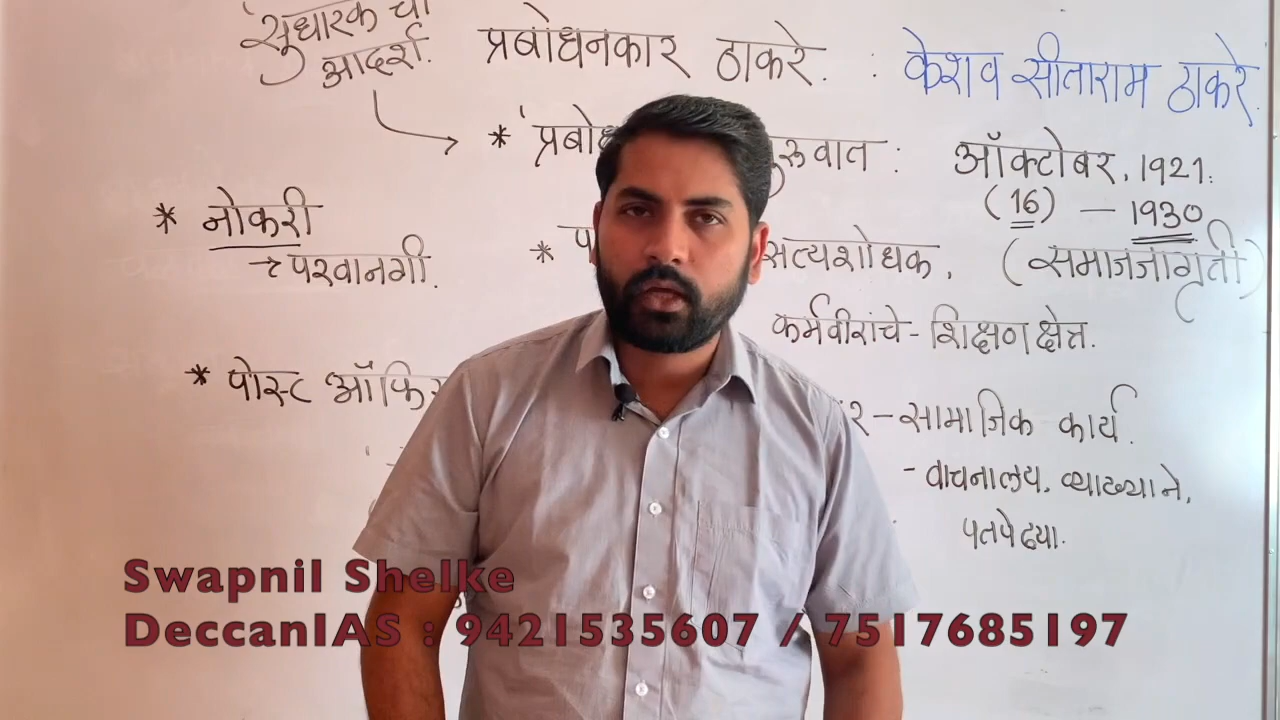 'सुधारक चा
आदर्श.
प्रबोधनकार ठाकरे. : केशव सीताराम ठाकरे.
* 'प्रबो
रुवात : ऑक्टोबर, 1921.
(16) — 1930
* नोकरी
→ परवानगी.
* प
सत्यशोधक. (समाजजागृती)
कर्मवीरांचे - शिक्षण क्षेत्र.
* पोस्ट ऑफि
- सामाजिक कार्य.
- वाचनालय, व्याख्याने,
पतपेढ्या.
Swapnil Shelke
DeccanIAS : 9421535607 / 7517685197